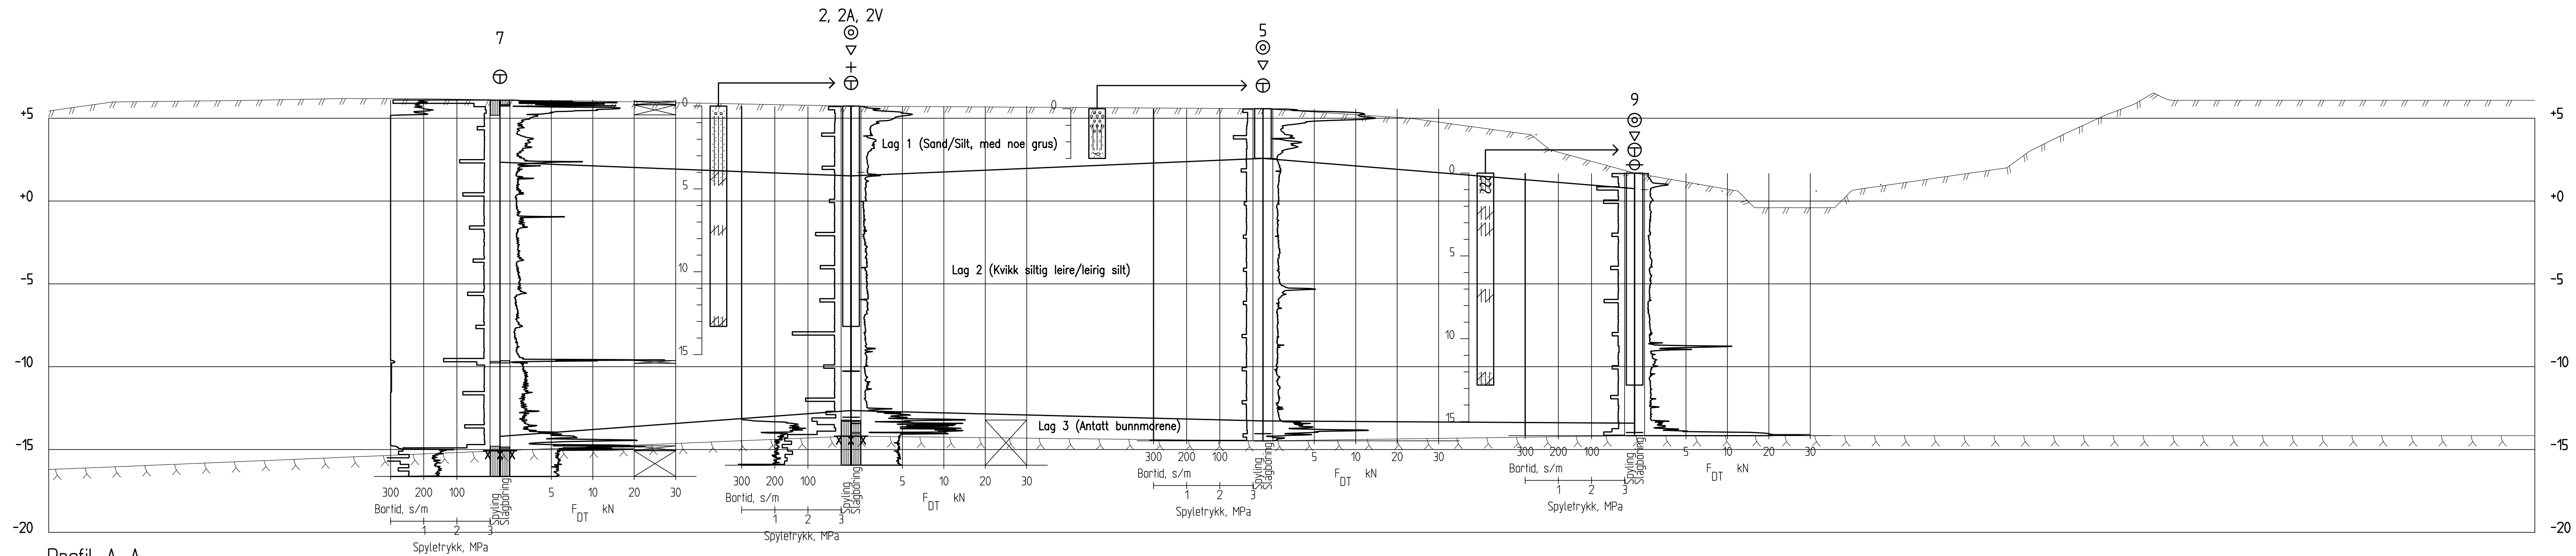 2, 2A, 2V
7
5
9
+5 +5
+0 +0
-5 -5
-10 -10
-15 -15
-20 -20
0
5
10
15
0
0
5
10
15
Lag 1 (Sand/Silt, med noe grus)
Lag 2 (Kvikk siltig leire/leirig silt)
Lag 3 (Antatt bunnmorene)
300 200 100 5 10 20 30
Bortid, s/m Spyling Slagboring F DT kN
1 2 3
Spyletrykk, MPa
300 200 100 5 10 20 30
Bortid, s/m Spyling Slagboring F DT kN
1 2 3
Spyletrykk, MPa
300 200 100 5 10 20 30
Bortid, s/m Spyling Slagboring F DT kN
1 2 3
Spyletrykk, MPa
300 200 100 5 10 20 30
Bortid, s/m Spyling Slagboring F DT kN
1 2 3
Spyletrykk, MPa
Profil A-A